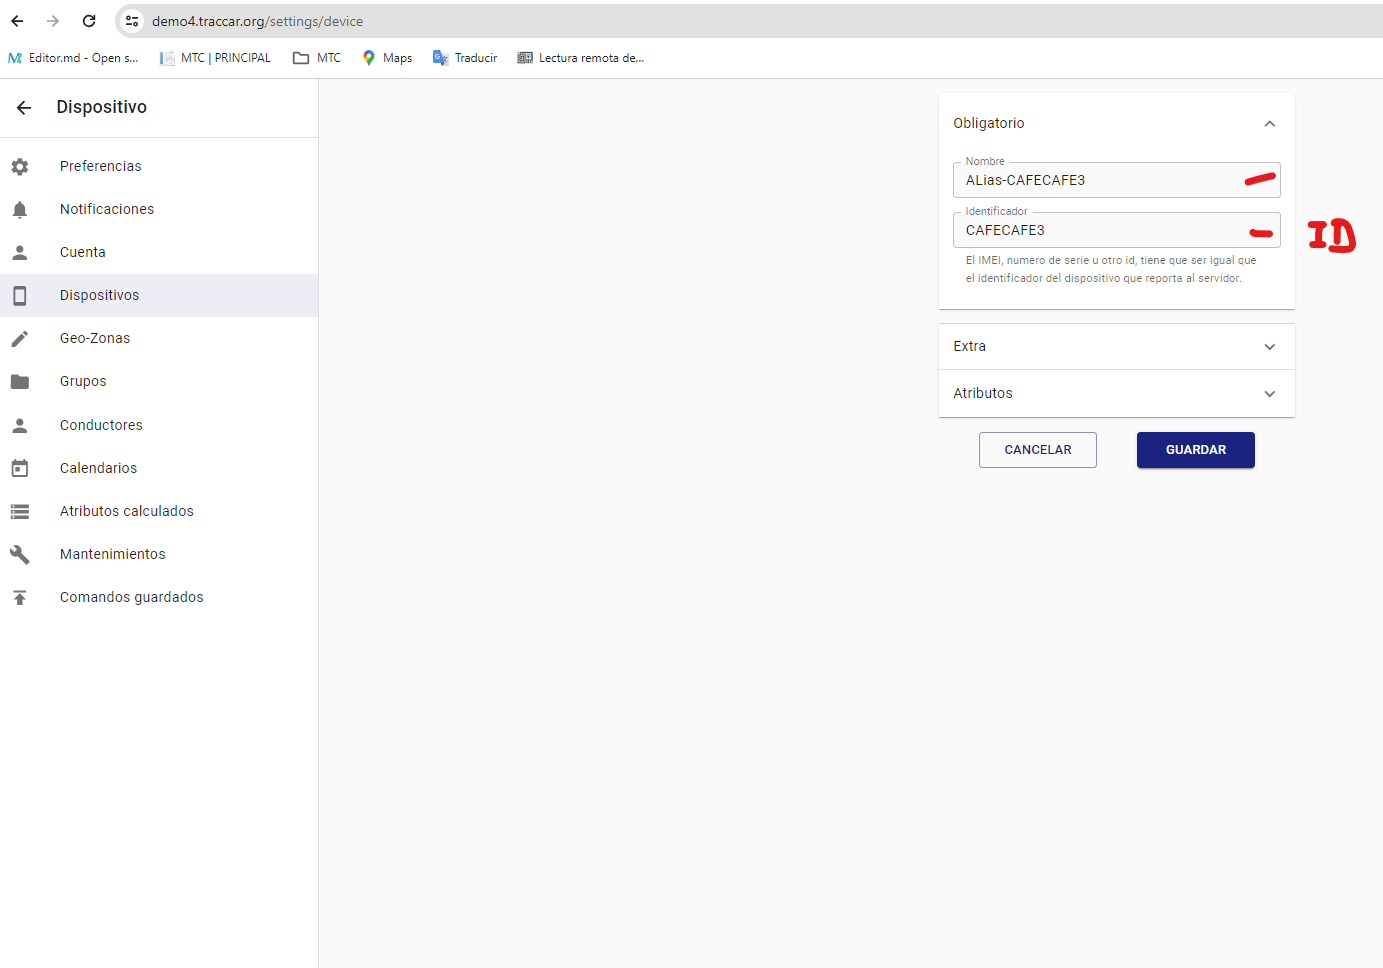 demo4.traccar.org/settings/device
Editor.md - Open s...
MTC | PRINCIPAL
MTC
Maps
Traducir
Lectura remota de...
Dispositivo
Preferencias
Notificaciones
Cuenta
Dispositivos
Geo-Zonas
Grupos
Conductores
Calendarios
Atributos calculados
Mantenimientos
Comandos guardados
Obligatorio
Nombre
ALias-CAFECAFE3
Identificador
CAFECAFE3
ID
El IMEI, numero de serie u otro id, tiene que ser igual que
el identificador del dispositivo que reporta al servidor.
Extra
Atributos
CANCELAR
GUARDAR